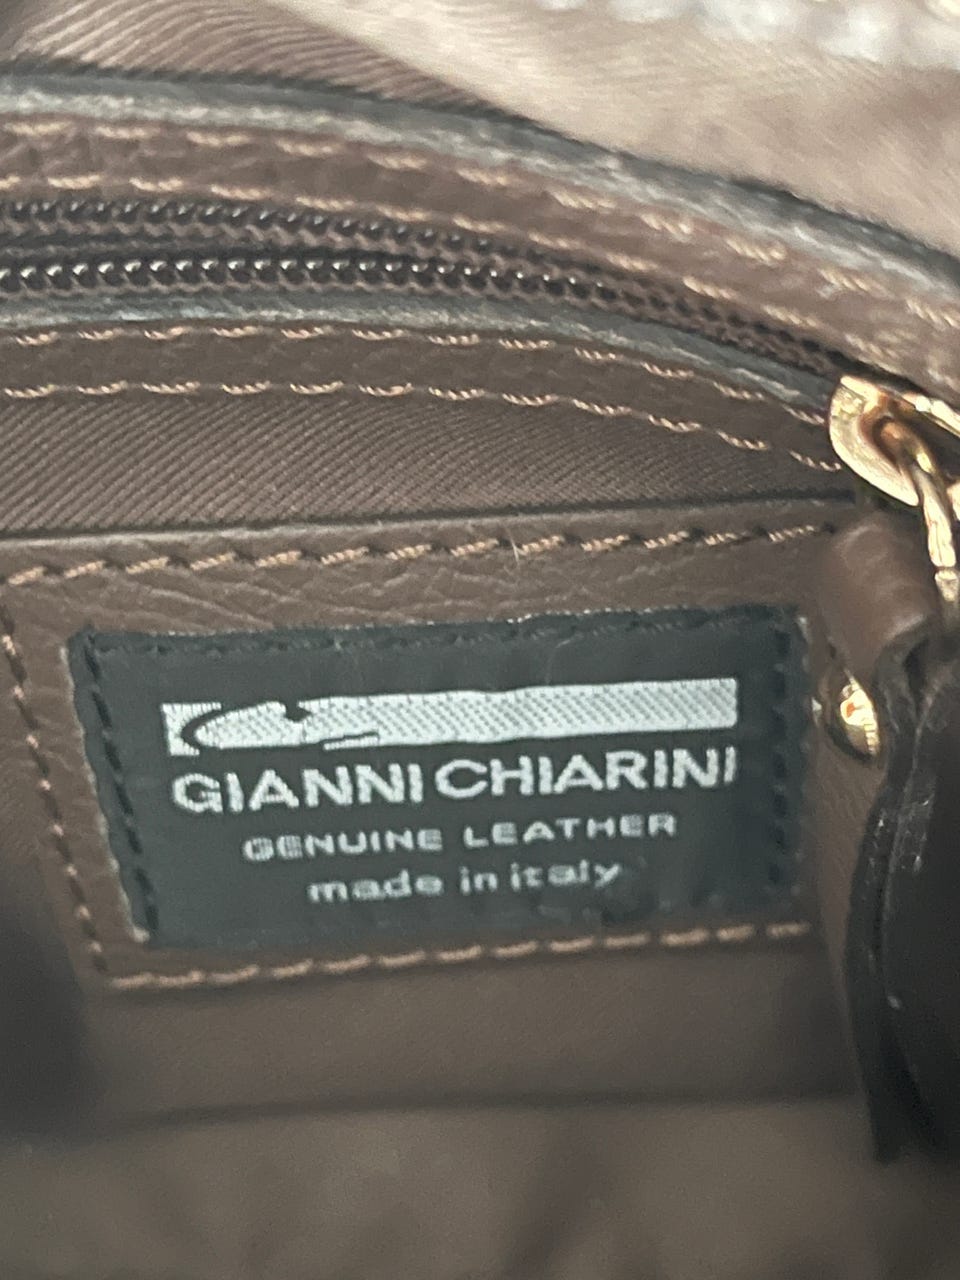 GIANNI CHIARINI
GENUINE LEATHER
made in italy